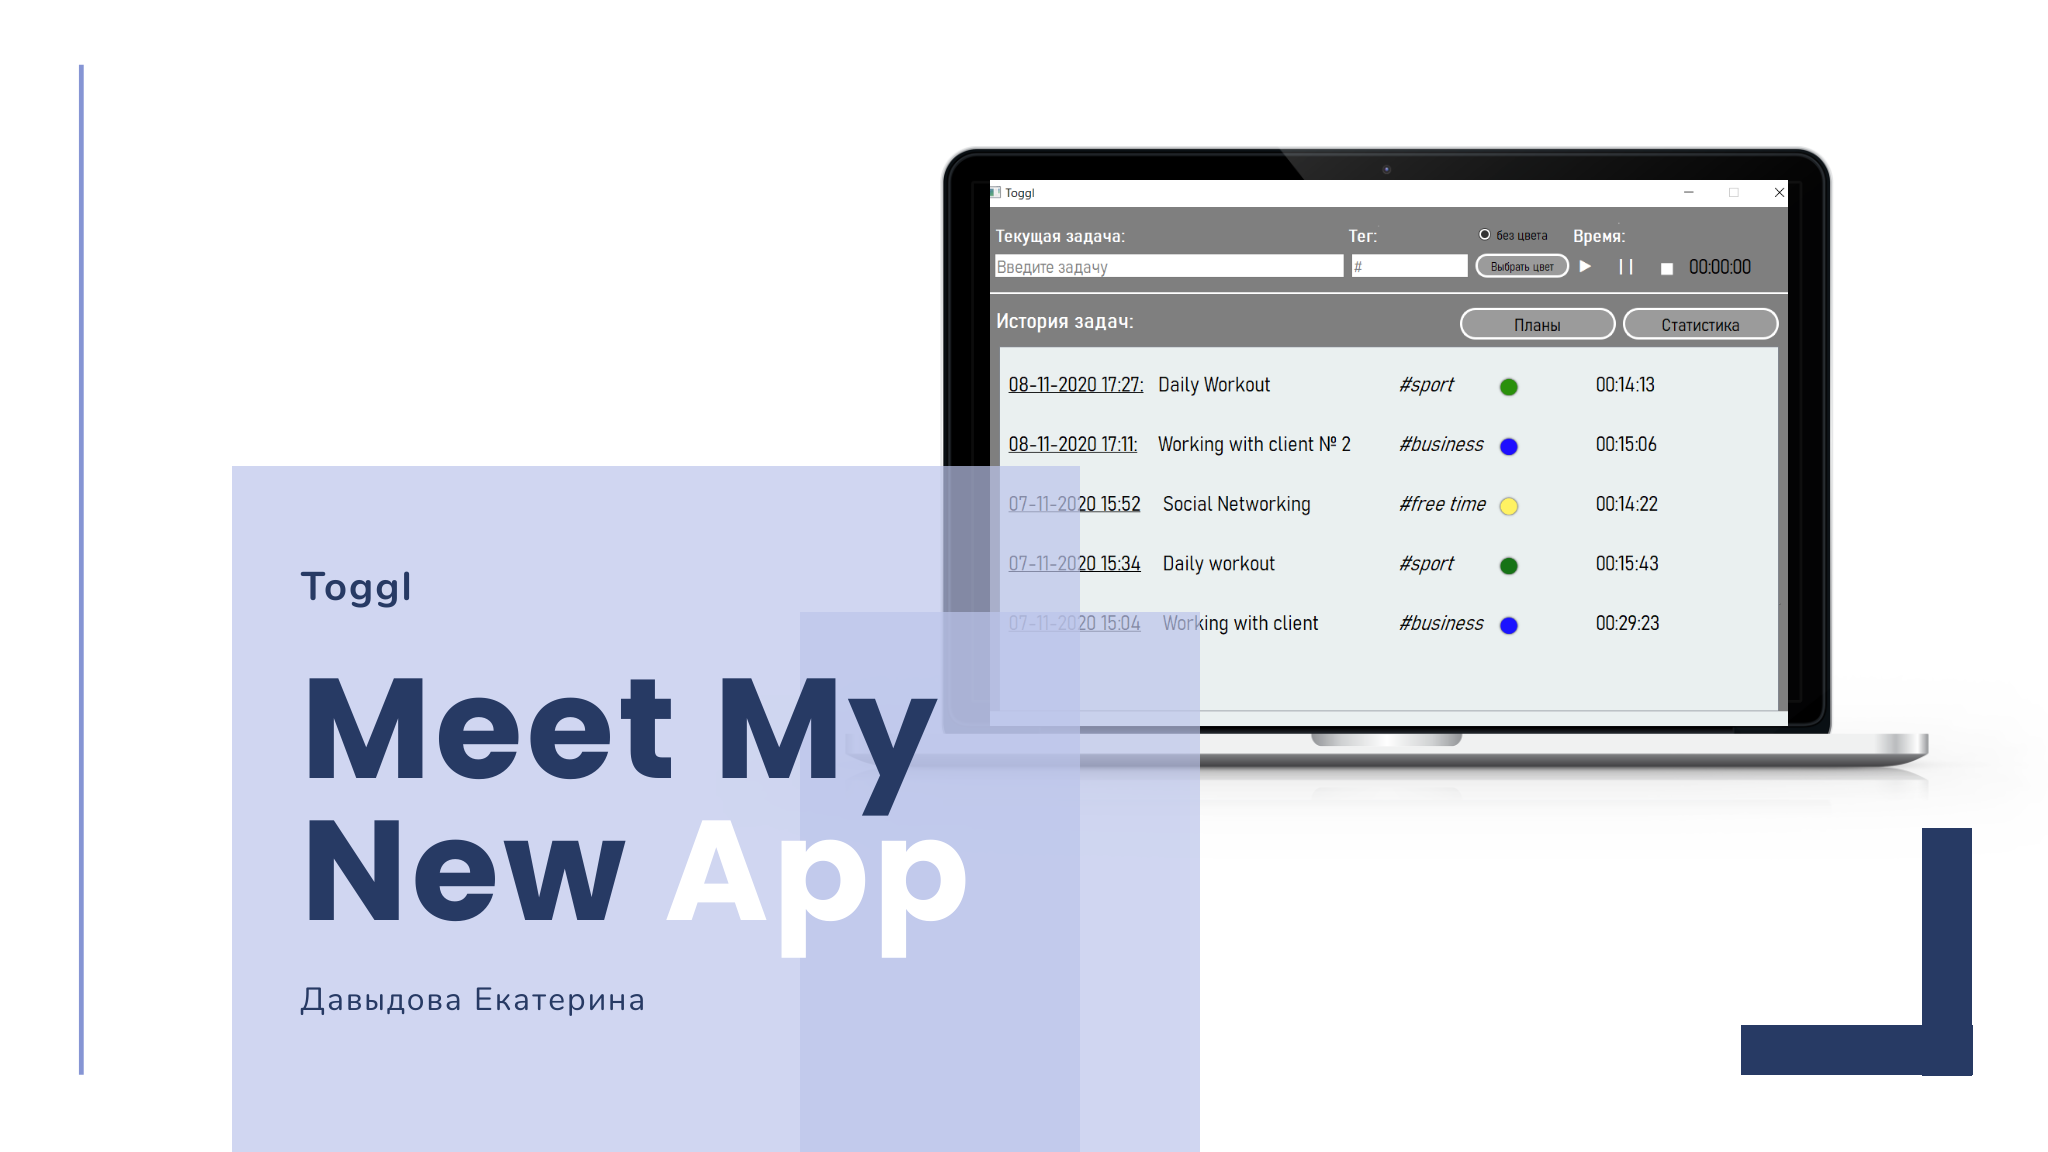 Toggl
Текущая задача:
Тег:
без цвета
Время:
Введите задачу
#
Выбрать цвет
00:00:00
История задач:
Планы
Статистика
08-11-2020 17:27: Daily Workout #sport 00:14:13
08-11-2020 17:11: Working with client № 2 #business 00:15:06
07-11-2020 15:52 Social Networking #free time 00:14:22
07-11-2020 15:34 Daily workout #sport 00:15:43
07-11-2020 15:04 Working with client #business 00:29:23
Toggl
Meet My
New App
Давыдова Екатерина